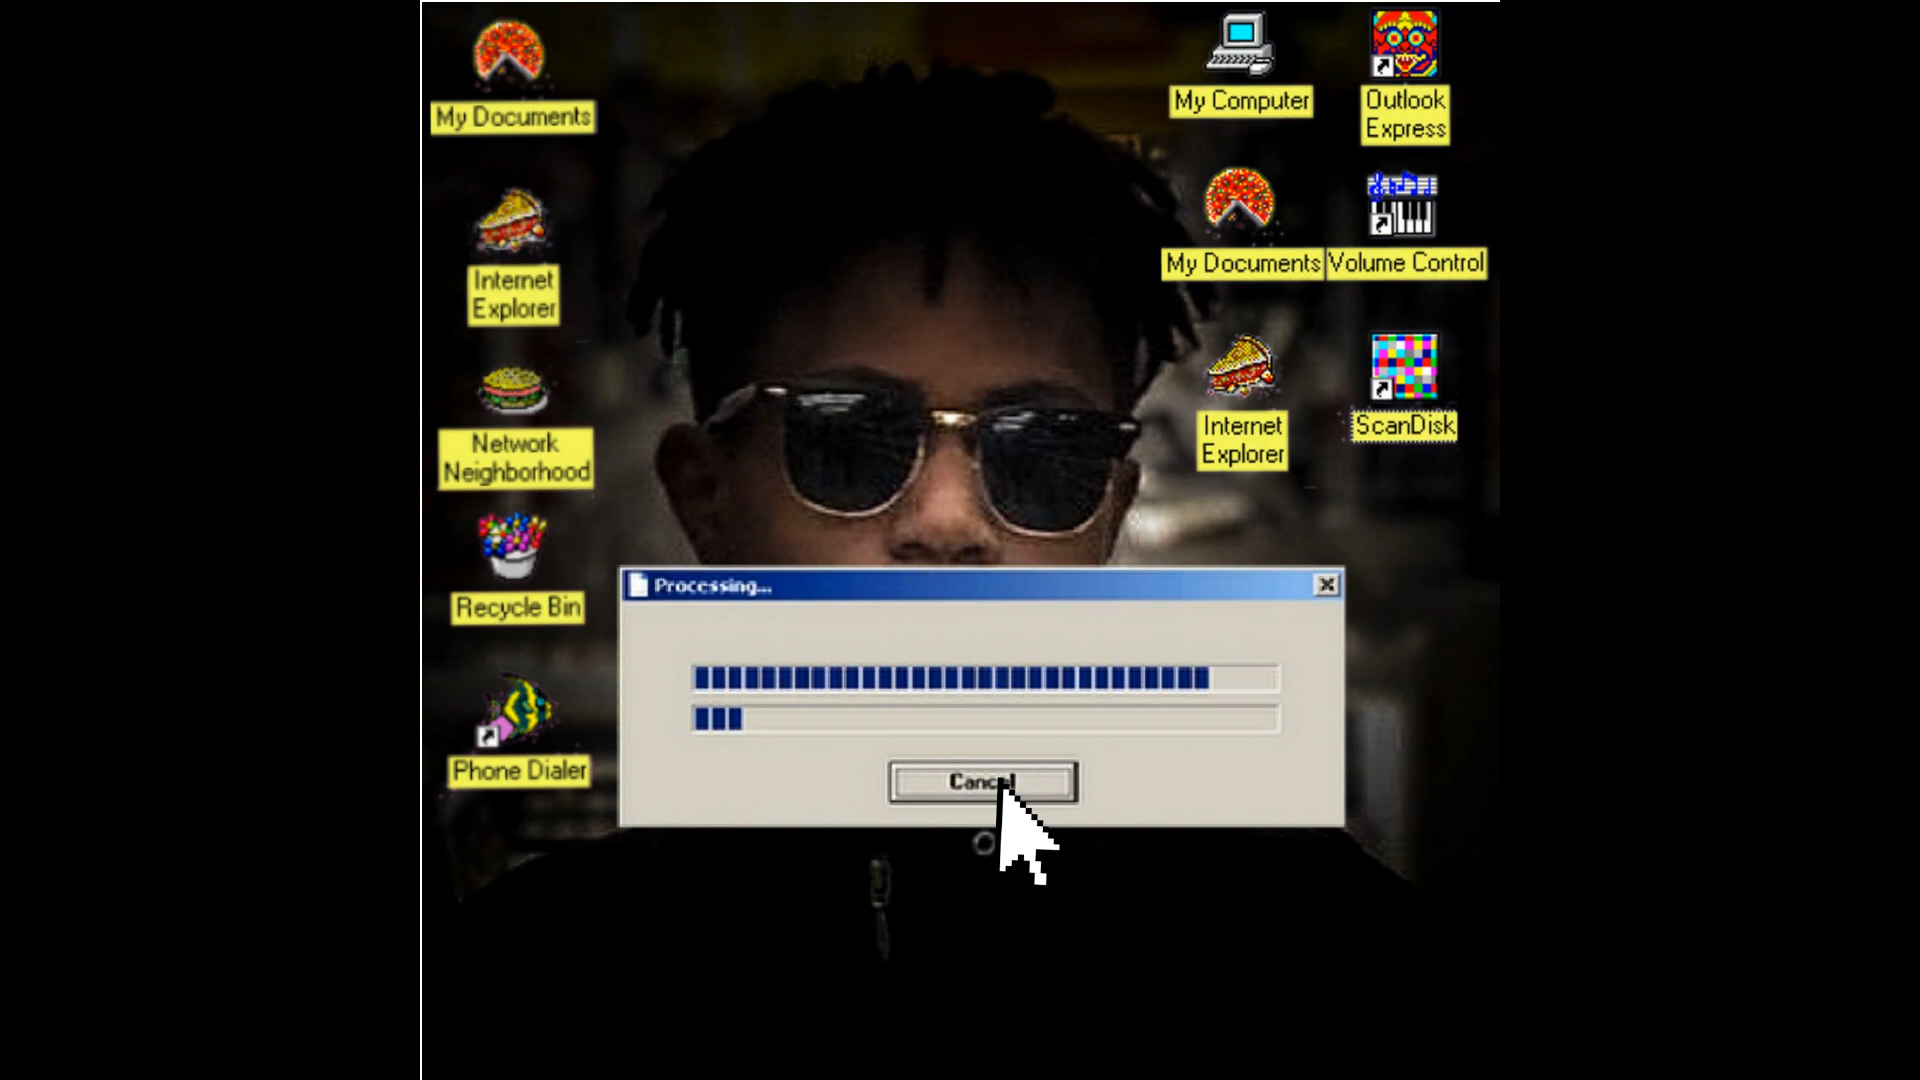 My Documents
Internet
Explorer
Network
Neighborhood
Recycle Bin
Phone Dialer
My Computer
Outlook
Express
My Documents
Volume Control
Internet
Explorer
ScanDisk
Processing...
Cancel